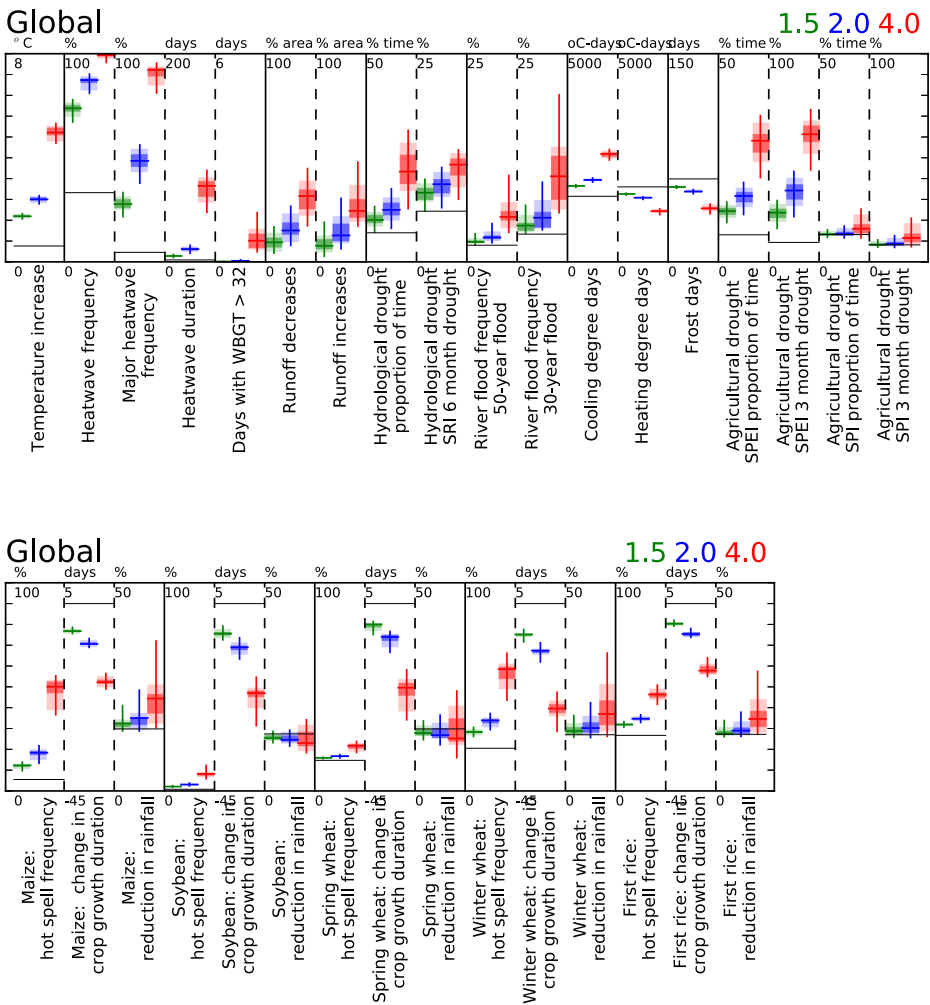 Global
1.5 2.0 4.0
°C % % days days % area % area % time % % % oC-days oC-days days % time % % time %
8 100 100 200 6 100 100 50 25 25 25 5000 5000 150 50 100 50 100
0 0 0 0 0 0 0 0 0 0 0 0 0 0 0 0 0 0
Temperature increase
Heatwave frequency
Major heatwave
frequency
Heatwave duration
Days with WBGT > 32
Runoff decreases
Runoff increases
Hydrological drought
proportion of time
Hydrological drought
SRI 6 month drought
River flood frequency
50-year flood
River flood frequency
30-year flood
Cooling degree days
Heating degree days
Frost days
Agricultural drought
SPEI proportion of time
Agricultural drought
SPEI 3 month drought
Agricultural drought
SPI proportion of time
Agricultural drought
SPI 3 month drought
Global
1.5 2.0 4.0
% days % % days % % days % % days % % days %
100 5 50 100 5 50 100 5 50 100 5 50 100 5 50
0 -45 0 0 -45 0 0 -45 0 0 -45 0 0 -45 0
Maize:
hot spell frequency
Maize: change in
crop growth duration
Maize:
reduction in rainfall
Soybean:
hot spell frequency
Soybean: change in
crop growth duration
Soybean:
reduction in rainfall
Spring wheat:
hot spell frequency
Spring wheat: change in
crop growth duration
Spring wheat:
reduction in rainfall
Winter wheat:
hot spell frequency
Winter wheat: change in
crop growth duration
Winter wheat:
reduction in rainfall
First rice:
hot spell frequency
First rice: change in
crop growth duration
First rice:
reduction in rainfall